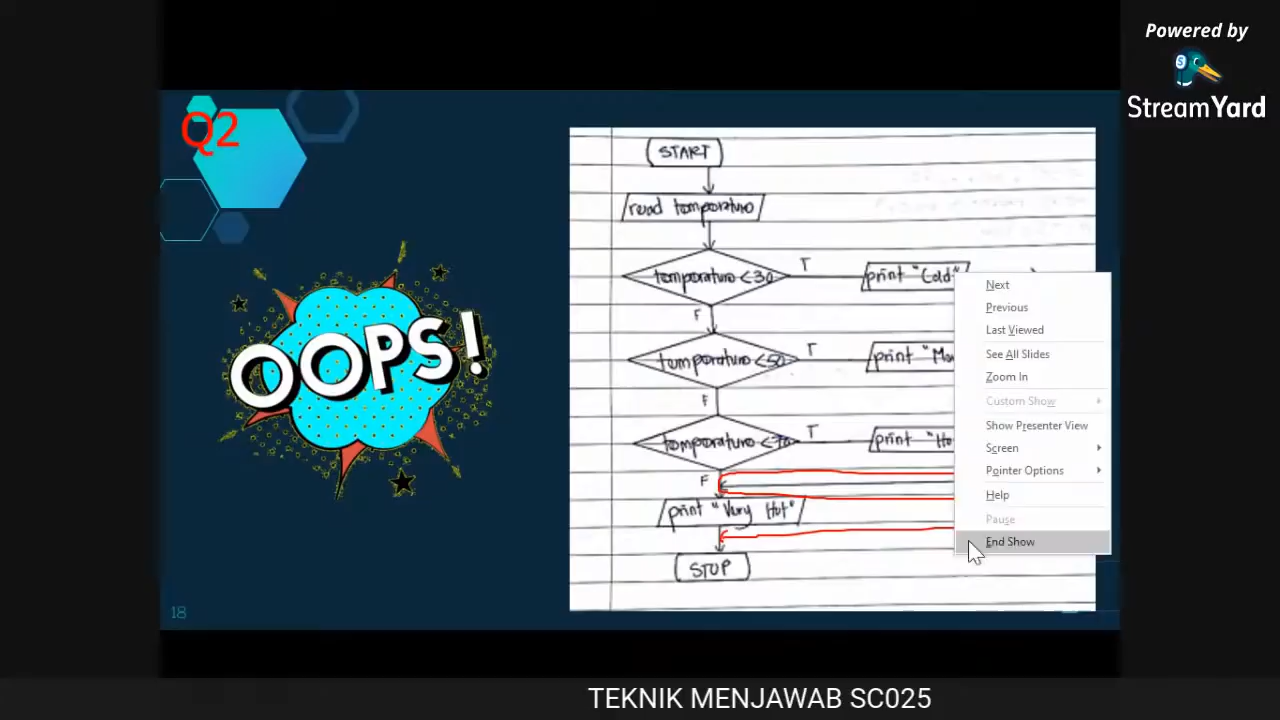 Powered by
StreamYard
Q2
OOPS!
START
read temperature
temperature <30
T
print "Cold"
F
temperature <50
T
print
F
temperature
T
print
F
print "Very Hot"
STOP
Next
Previous
Last Viewed
See All Slides
Zoom In
Custom Show
Show Presenter View
Screen
Pointer Options
Help
Pause
End Show
18
TEKNIK MENJAWAB SC025